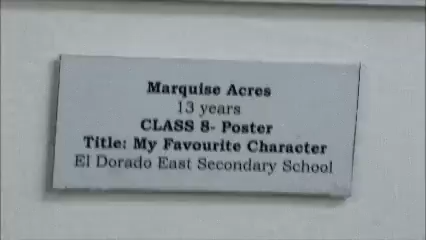 Marquise Acres
13 years
CLASS 8- Poster
Title: My Favourite Character
El Dorado East Secondary School